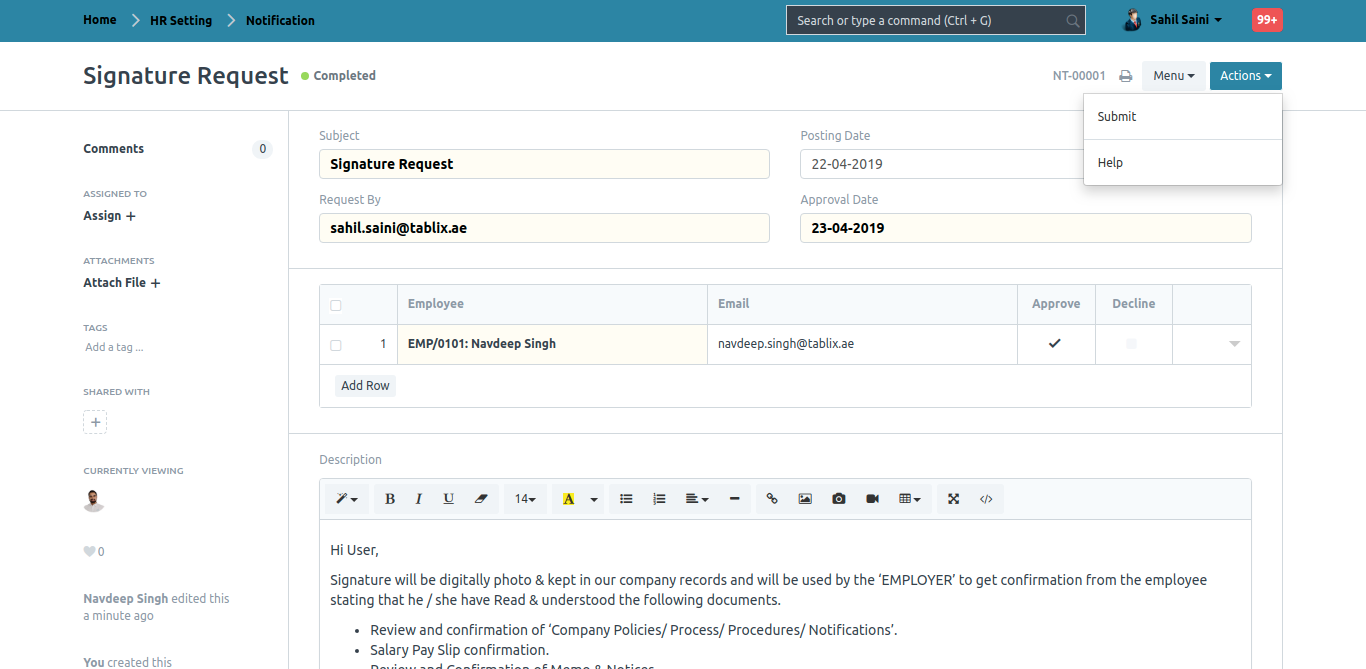 Home HR Setting Notification Search or type a command (Ctrl + G) Sahil Saini 99+
Signature Request Completed NT-00001 Menu Actions
Submit
Help
Comments 0
ASSIGNED TO
Assign +
ATTACHMENTS
Attach File +
TAGS
Add a tag ...
SHARED WITH
+
CURRENTLY VIEWING
0
Navdeep Singh edited this
a minute ago
You created this
Subject
Signature Request
Posting Date
22-04-2019
Request By
sahil.saini@tablix.ae
Approval Date
23-04-2019
Employee Email Approve Decline
1 EMP/0101: Navdeep Singh navdeep.singh@tablix.ae
Add Row
Description
B I U 14 A </>
Hi User,
Signature will be digitally photo & kept in our company records and will be used by the ‘EMPLOYER’ to get confirmation from the employee
stating that he / she have Read & understood the following documents.
• Review and confirmation of ‘Company Policies/ Process/ Procedures/ Notifications’.
• Salary Pay Slip confirmation.
• Review and Confirmation of Memo & Notices